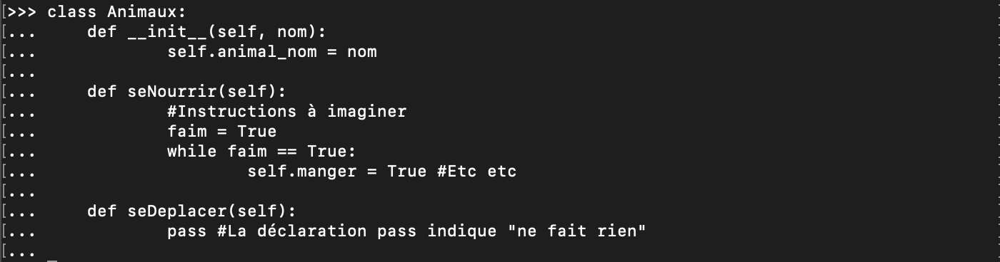 >>> class Animaux:
...     def __init__(self, nom):
...             self.animal_nom = nom
...
...     def seNourrir(self):
...             #Instructions à imaginer
...             faim = True
...             while faim == True:
...                     self.manger = True #Etc etc
...
...     def seDeplacer(self):
...             pass #La déclaration pass indique "ne fait rien"
...